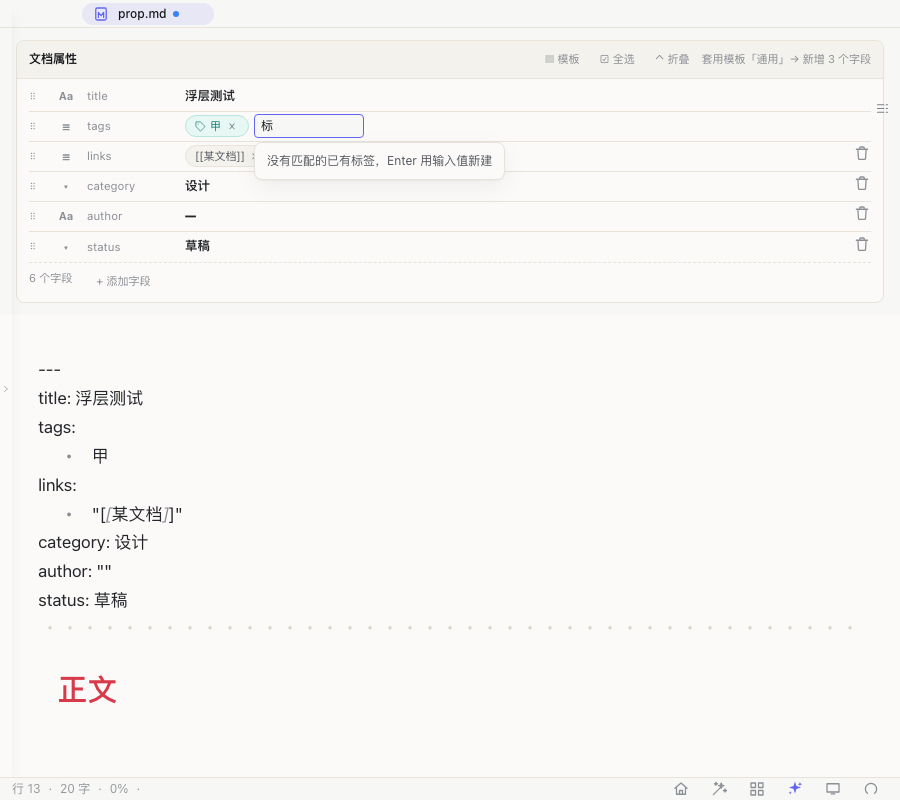 prop.md
文档属性 模板 全选 折叠 套用模板「通用」→ 新增 3 个字段
Aa title 浮层测试
tags 甲 × 标
links [[某文档]] ×
没有匹配的已有标签，Enter 用输入值新建
category 设计
Aa author —
status 草稿
6 个字段 + 添加字段
---
title: 浮层测试
tags:
• 甲
links:
• "[[某文档]]"
category: 设计
author: ""
status: 草稿
正文
行 13 · 20 字 · 0% ·